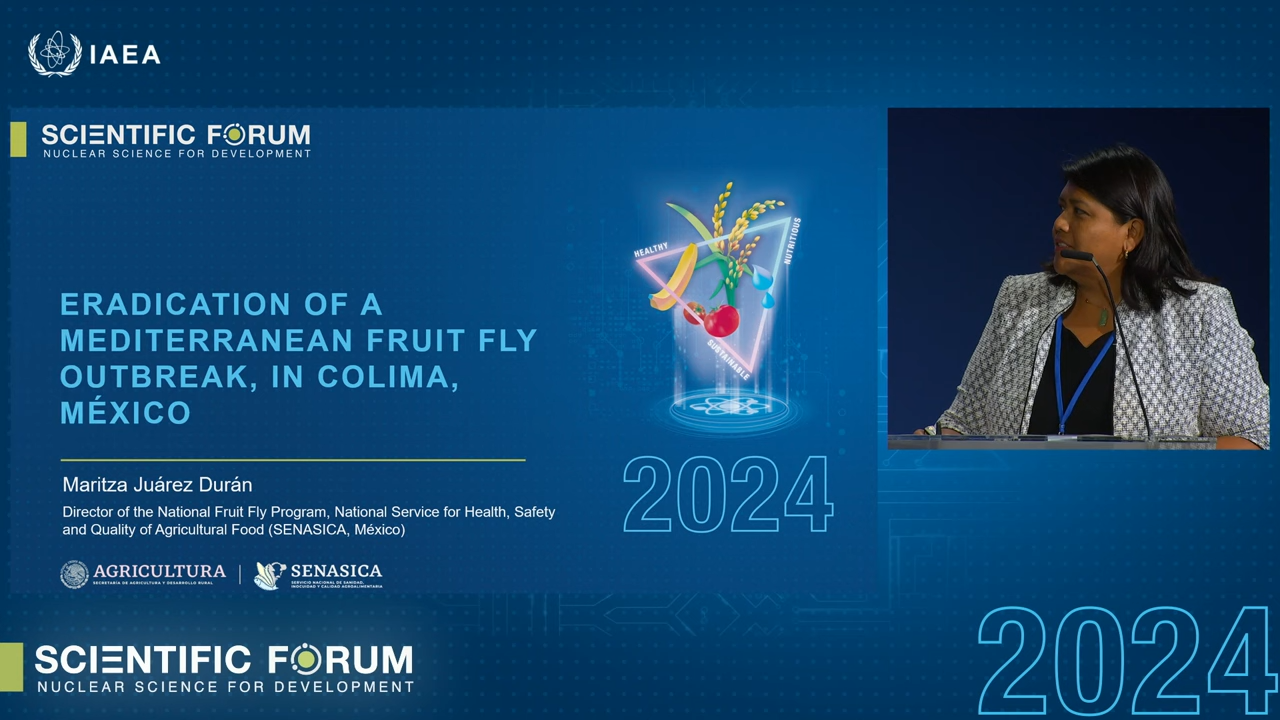 IAEA
SCIENTIFIC FORUM
NUCLEAR SCIENCE FOR DEVELOPMENT
HEALTHY
NUTRITIOUS
SUSTAINABLE
ERADICATION OF A
MEDITERRANEAN FRUIT FLY
OUTBREAK, IN COLIMA,
MÉXICO
Maritza Juárez Durán
Director of the National Fruit Fly Program, National Service for Health, Safety
and Quality of Agricultural Food (SENASICA, México)
2024
AGRICULTURA
SECRETARÍA DE AGRICULTURA Y DESARROLLO RURAL
SENASICA
SERVICIO NACIONAL DE SANIDAD,
INOCUIDAD Y CALIDAD AGROALIMENTARIA
SCIENTIFIC FORUM
NUCLEAR SCIENCE FOR DEVELOPMENT
2024